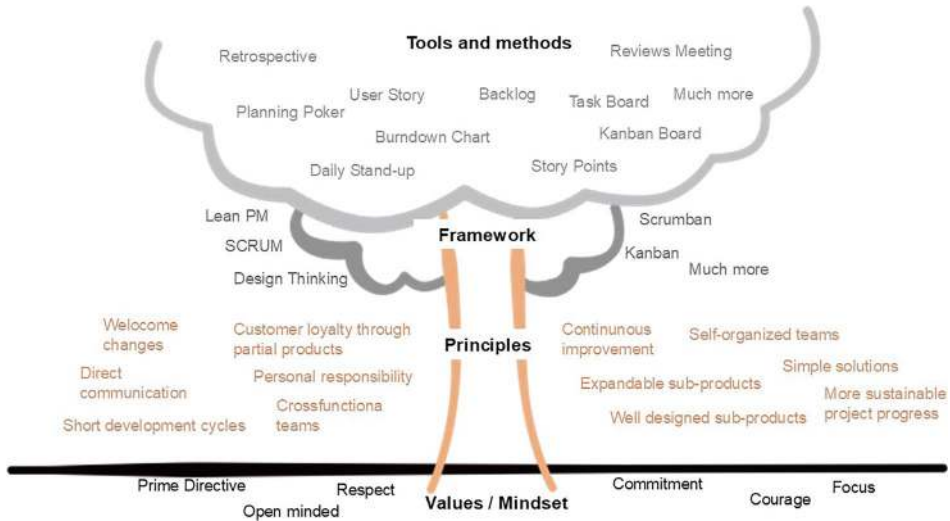 Tools and methods
Retrospective
Reviews Meeting
User Story
Backlog
Task Board
Much more
Planning Poker
Burndown Chart
Kanban Board
Daily Stand-up
Story Points
Lean PM
Scrumban
SCRUM
Framework
Kanban
Design Thinking
Much more
Welocome
changes
Customer loyalty through
partial products
Principles
Continunous
improvement
Self-organized teams
Direct
communication
Personal responsibility
Simple solutions
Expandable sub-products
Short development cycles
Crossfunctiona
teams
Well designed sub-products
More sustainable
project progress
Prime Directive
Respect
Open minded
Values / Mindset
Commitment
Courage
Focus